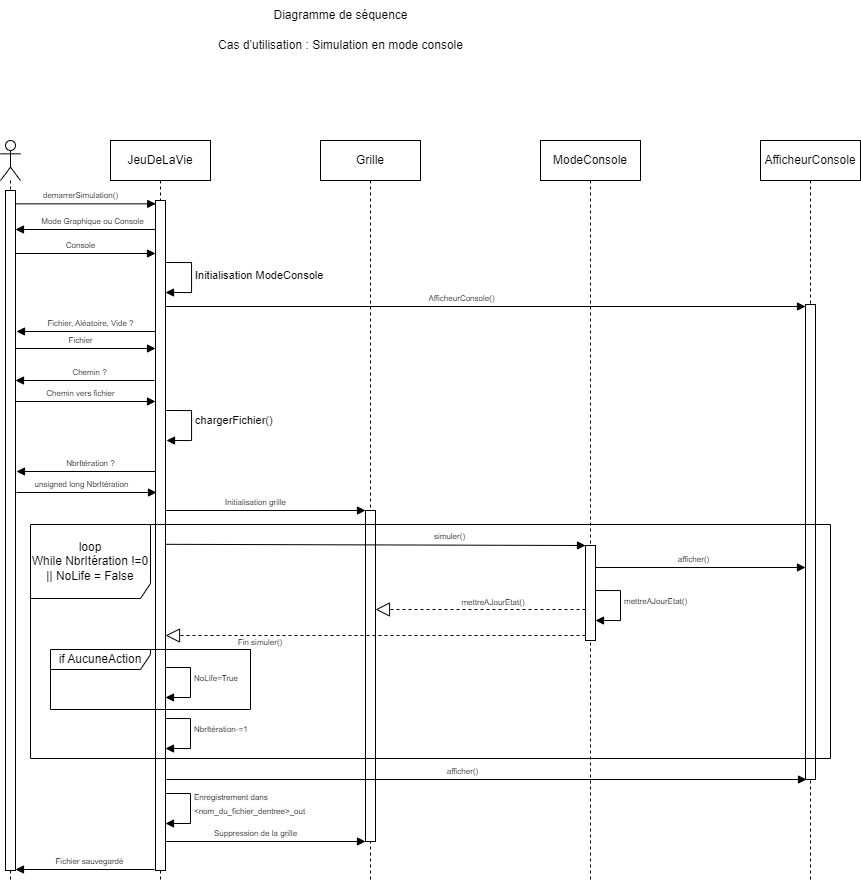 Diagramme de séquence
Cas d'utilisation : Simulation en mode console
JeuDeLaVie
Grille
ModeConsole
AfficheurConsole
demarrerSimulation()
Mode Graphique ou Console
Console
Initialisation ModeConsole
AfficheurConsole()
Fichier, Aléatoire, Vide ?
Fichier
Chemin ?
Chemin vers fichier
chargerFichier()
NbrItération ?
unsigned long NbrItération
Initialisation grille
loop
While NbrItération !=0
|| NoLife = False
simuler()
afficher()
mettreAJourEtat()
mettreAJourEtat()
Fin simuler()
if AucuneAction
NoLife=True
NbrItération-=1
afficher()
Enregistrement dans
<nom_du_fichier_dentree>_out
Suppression de la grille
Fichier sauvegardé